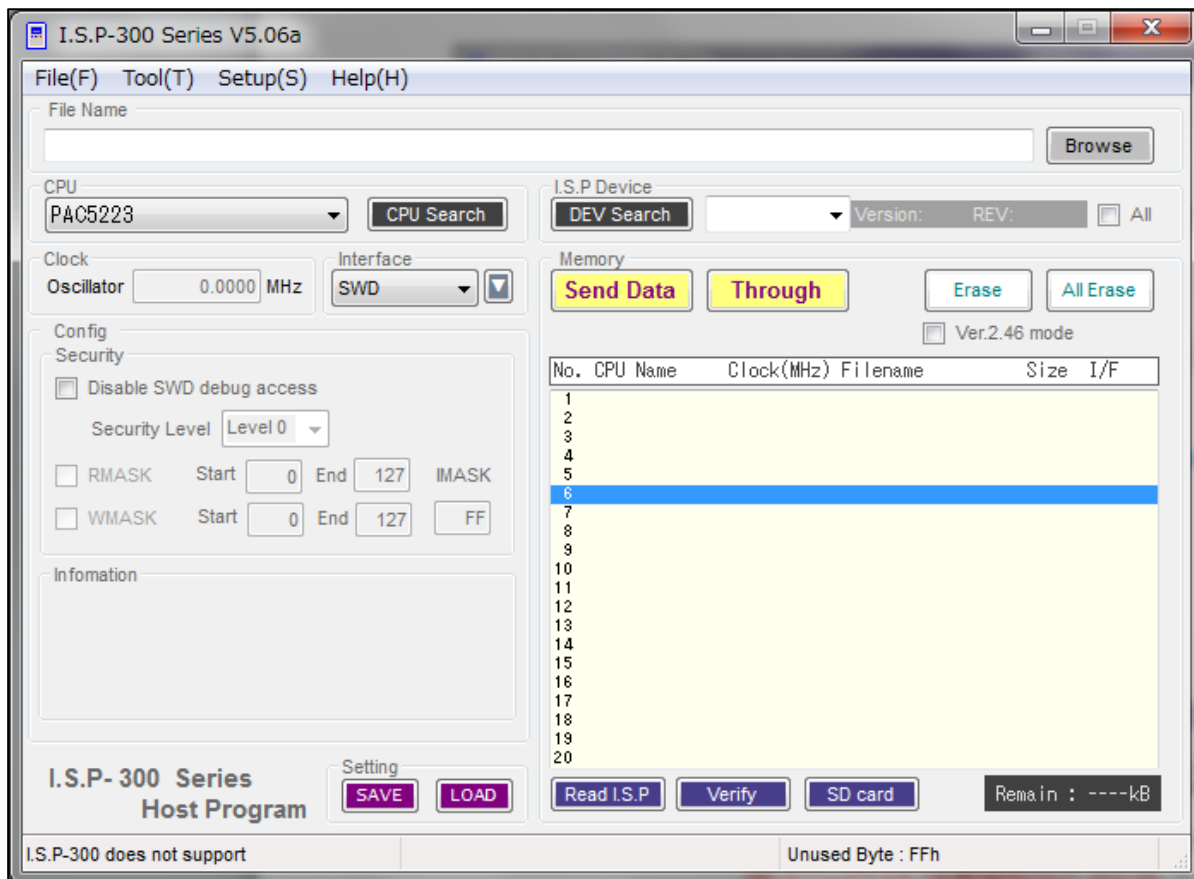 I.S.P-300 Series V5.06a
File(F) Tool(T) Setup(S) Help(H)
File Name
Browse
CPU
PAC5223
CPU Search
I.S.P Device
DEV Search
Version: REV:
All
Clock
Oscillator 0.0000 MHz
Interface
SWD
Memory
Send Data
Through
Erase
All Erase
Ver.2.46 mode
Config
Security
Disable SWD debug access
Security Level Level 0
RMASK Start 0 End 127 IMASK
WMASK Start 0 End 127 FF
Infomation
No. CPU Name Clock(MHz) Filename Size I/F
1
2
3
4
5
6
7
8
9
10
11
12
13
14
15
16
17
18
19
20
I.S.P- 300 Series
Host Program
Setting
SAVE
LOAD
Read I.S.P
Verify
SD card
Remain : ----kB
I.S.P-300 does not support
Unused Byte : FFh